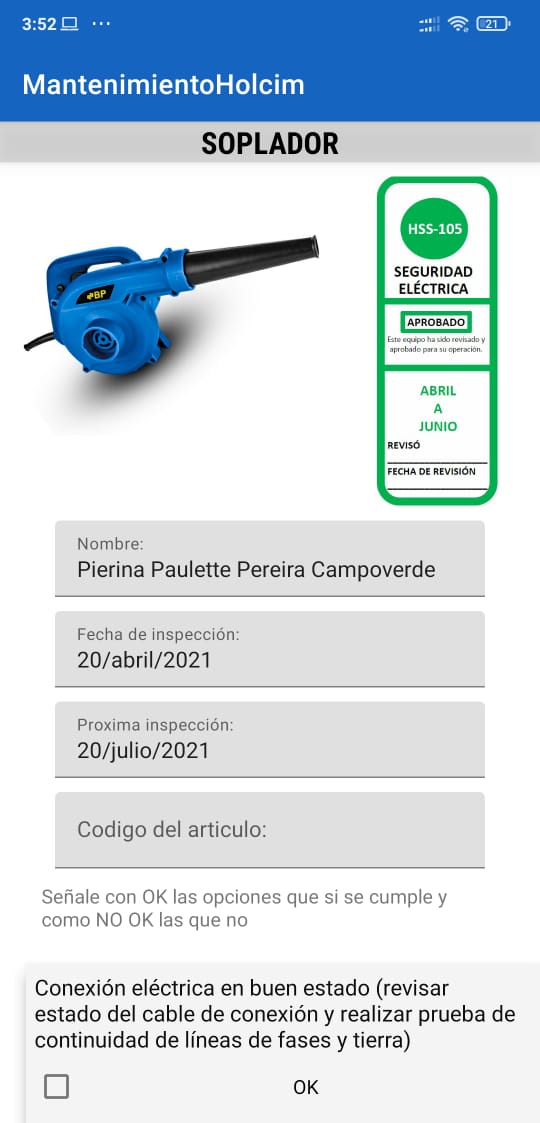 3:52
21
MantenimientoHolcim
SOPLADOR
BP
HSS-105
SEGURIDAD
ELÉCTRICA
APROBADO
Este equipo ha sido revisado y
aprobado para su operación.
ABRIL
A
JUNIO
REVISÓ
FECHA DE REVISIÓN
Nombre:
Pierina Paulette Pereira Campoverde
Fecha de inspección:
20/abril/2021
Proxima inspección:
20/julio/2021
Codigo del articulo:
Señale con OK las opciones que si se cumple y
como NO OK las que no
Conexión eléctrica en buen estado (revisar
estado del cable de conexión y realizar prueba de
continuidad de líneas de fases y tierra)
OK